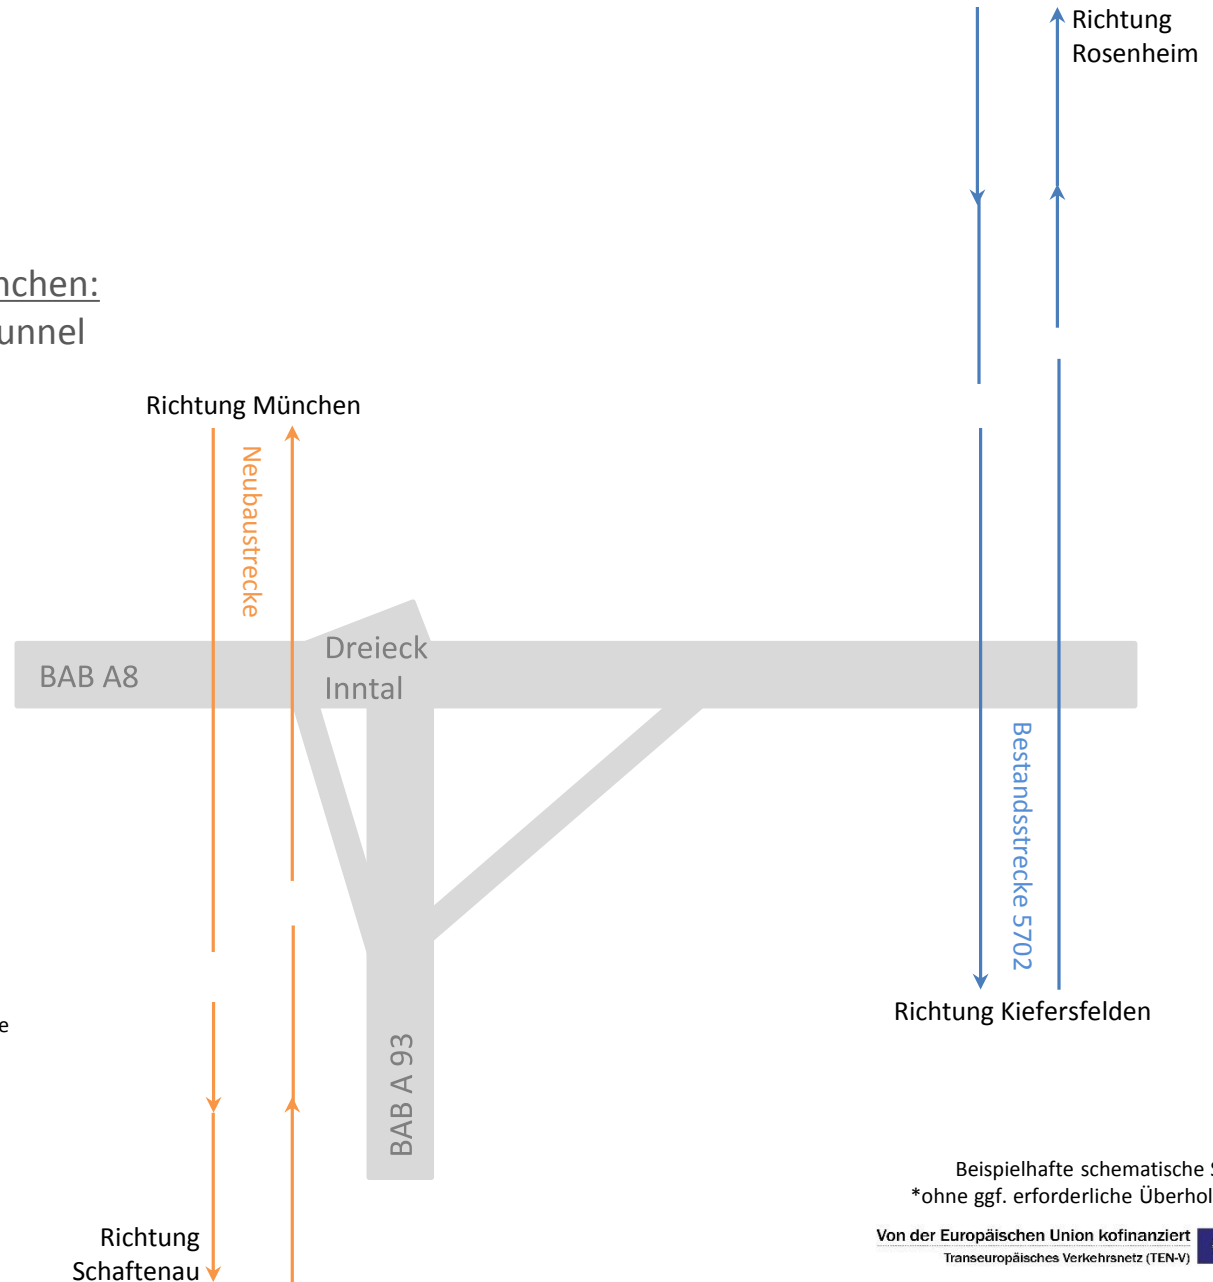 Richtung
Rosenheim
nchen:
unnel
Richtung München
Neubaustrecke
Dreieck
Inntal
BAB A8
Bestandsstrecke 5702
Richtung Kiefersfelden
e
BAB A 93
Beispielhafte schematische S
*ohne ggf. erforderliche Überhol
Richtung
Schaftenau
Von der Europäischen Union kofinanziert
Transeuropäisches Verkehrsnetz (TEN-V)